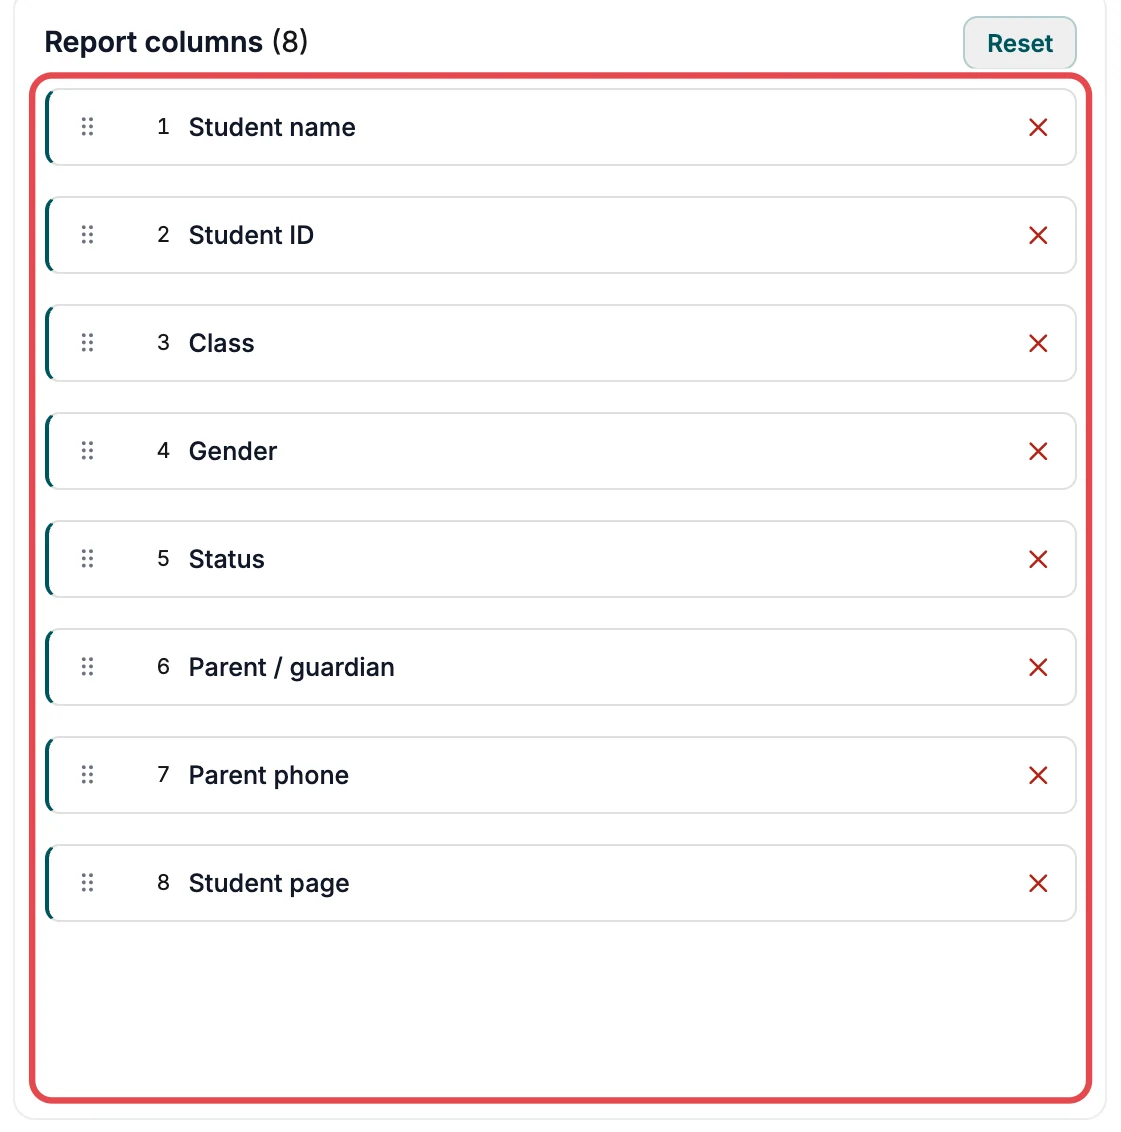 Report columns (8)
Reset
1 Student name
2 Student ID
3 Class
4 Gender
5 Status
6 Parent / guardian
7 Parent phone
8 Student page